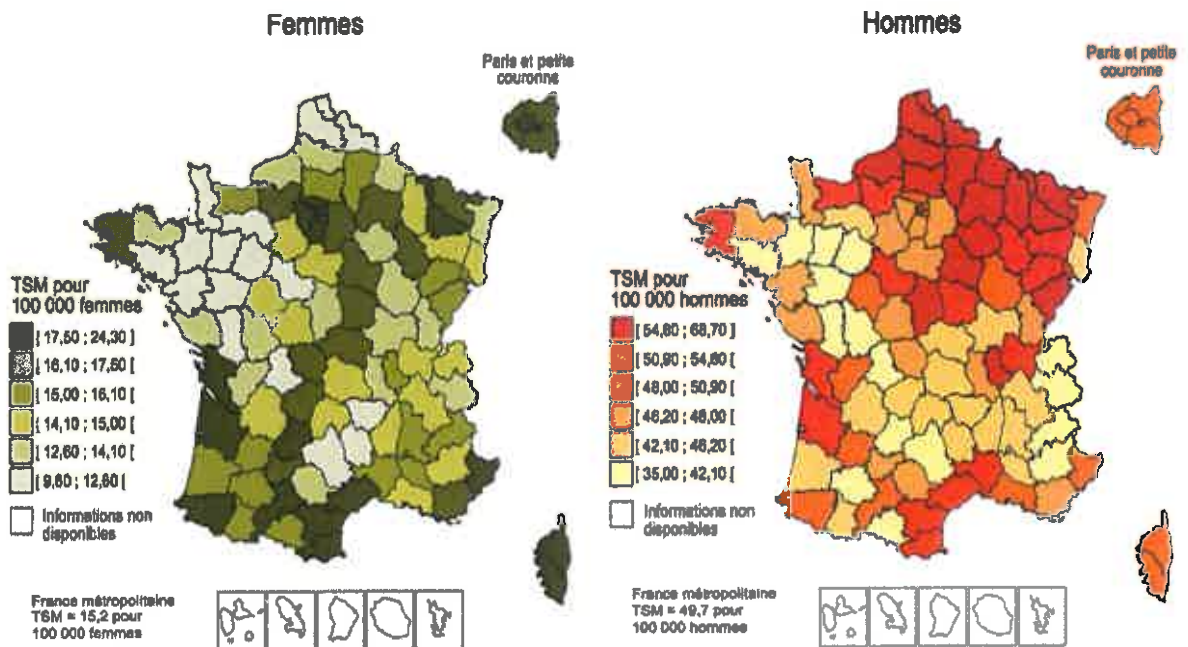 Femmes
Paris et petite
couronne
TSM pour
100 000 femmes
[ 17,50 ; 24,30 [
[ 16,10 ; 17,50 [
[ 15,00 ; 16,10 [
[ 14,10 ; 15,00 [
[ 12,60 ; 14,10 [
[ 9,60 ; 12,60 [
Informations non
disponibles
France métropolitaine
TSM = 15,2 pour
100 000 femmes
Hommes
Paris et petite
couronne
TSM pour
100 000 hommes
[ 54,60 ; 68,70 [
[ 50,90 ; 54,60 [
[ 48,00 ; 50,90 [
[ 46,20 ; 48,00 [
[ 42,10 ; 46,20 [
[ 35,00 ; 42,10 [
Informations non
disponibles
France métropolitaine
TSM = 49,7 pour
100 000 hommes